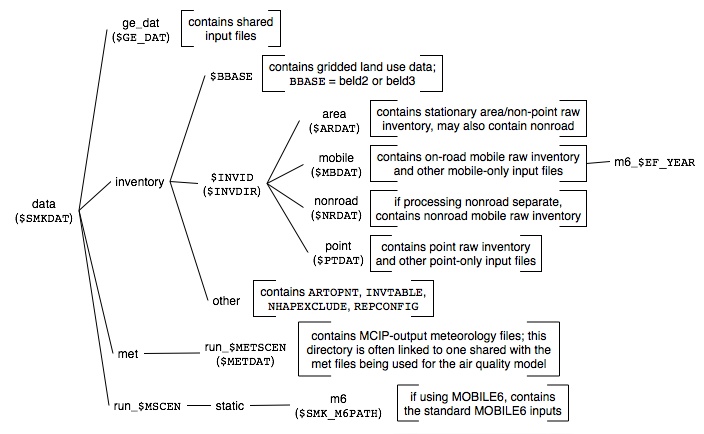 ge_dat
($GE_DAT)
contains shared
input files
$BBASE
contains gridded land use data;
BBASE = beld2 or beld3
area
($ARDAT)
contains stationary area/non-point raw
inventory, may also contain nonroad
mobile
($MBDAT)
contains on-road mobile raw inventory
and other mobile-only input files
m6_$EF_YEAR
inventory
$INVID
($INVDIR)
data
($SMKDAT)
nonroad
($NRDAT)
if processing nonroad separate,
contains nonroad mobile raw inventory
point
($PTDAT)
contains point raw inventory
and other point-only input files
other
contains ARTOPNT, INVTABLE,
NHAPEXCLUDE, REPCONFIG
met
run_$METSCEN
($METDAT)
contains MCIP-output meteorology files; this
directory is often linked to one shared with the
met files being used for the air quality model
run_$MSCEN
static
m6
($SMK_M6PATH)
if using MOBILE6, contains
the standard MOBILE6 inputs